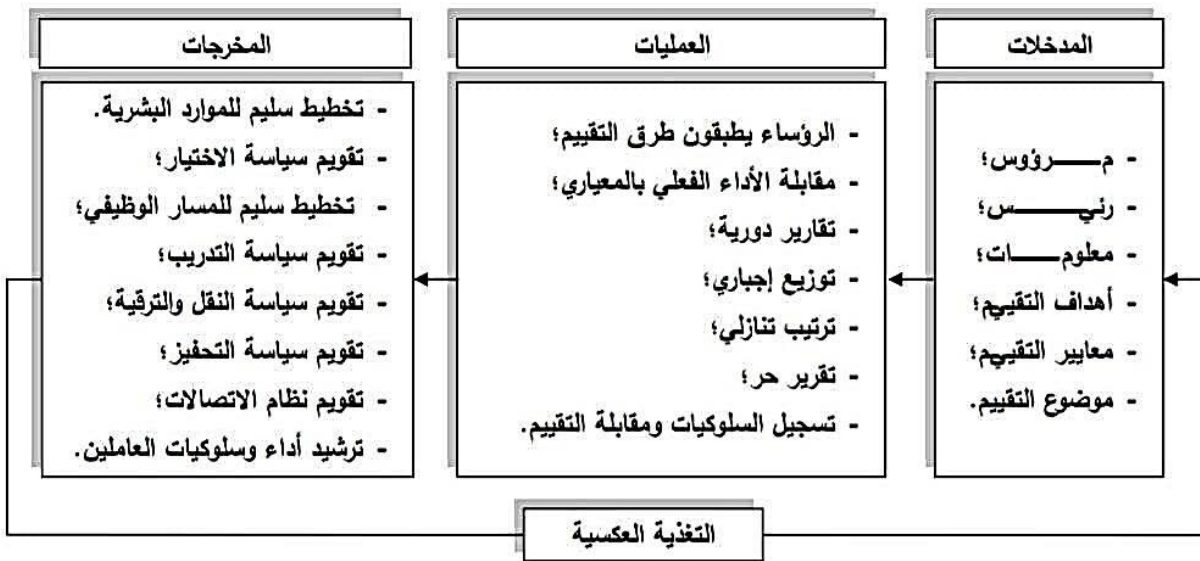 المدخلات
- مـــــرؤوس؛
- رئيـــــــس؛
- معلومـــــات؛
- أهداف التقييم؛
- معايير التقييم؛
- موضوع التقييم.
العمليات
- الرؤساء يطبقون طرق التقييم؛
- مقابلة الأداء الفعلي بالمعياري؛
- تقارير دورية؛
- توزيع إجباري؛
- ترتيب تنازلي؛
- تقرير حر؛
- تسجيل السلوكيات ومقابلة التقييم.
المخرجات
- تخطيط سليم للموارد البشرية.
- تقويم سياسة الاختيار؛
- تخطيط سليم للمسار الوظيفي؛
- تقويم سياسة التدريب؛
- تقويم سياسة النقل والترقية؛
- تقويم سياسة التحفيز؛
- تقويم نظام الاتصالات؛
- ترشيد أداء وسلوكيات العاملين.
التغذية العكسية